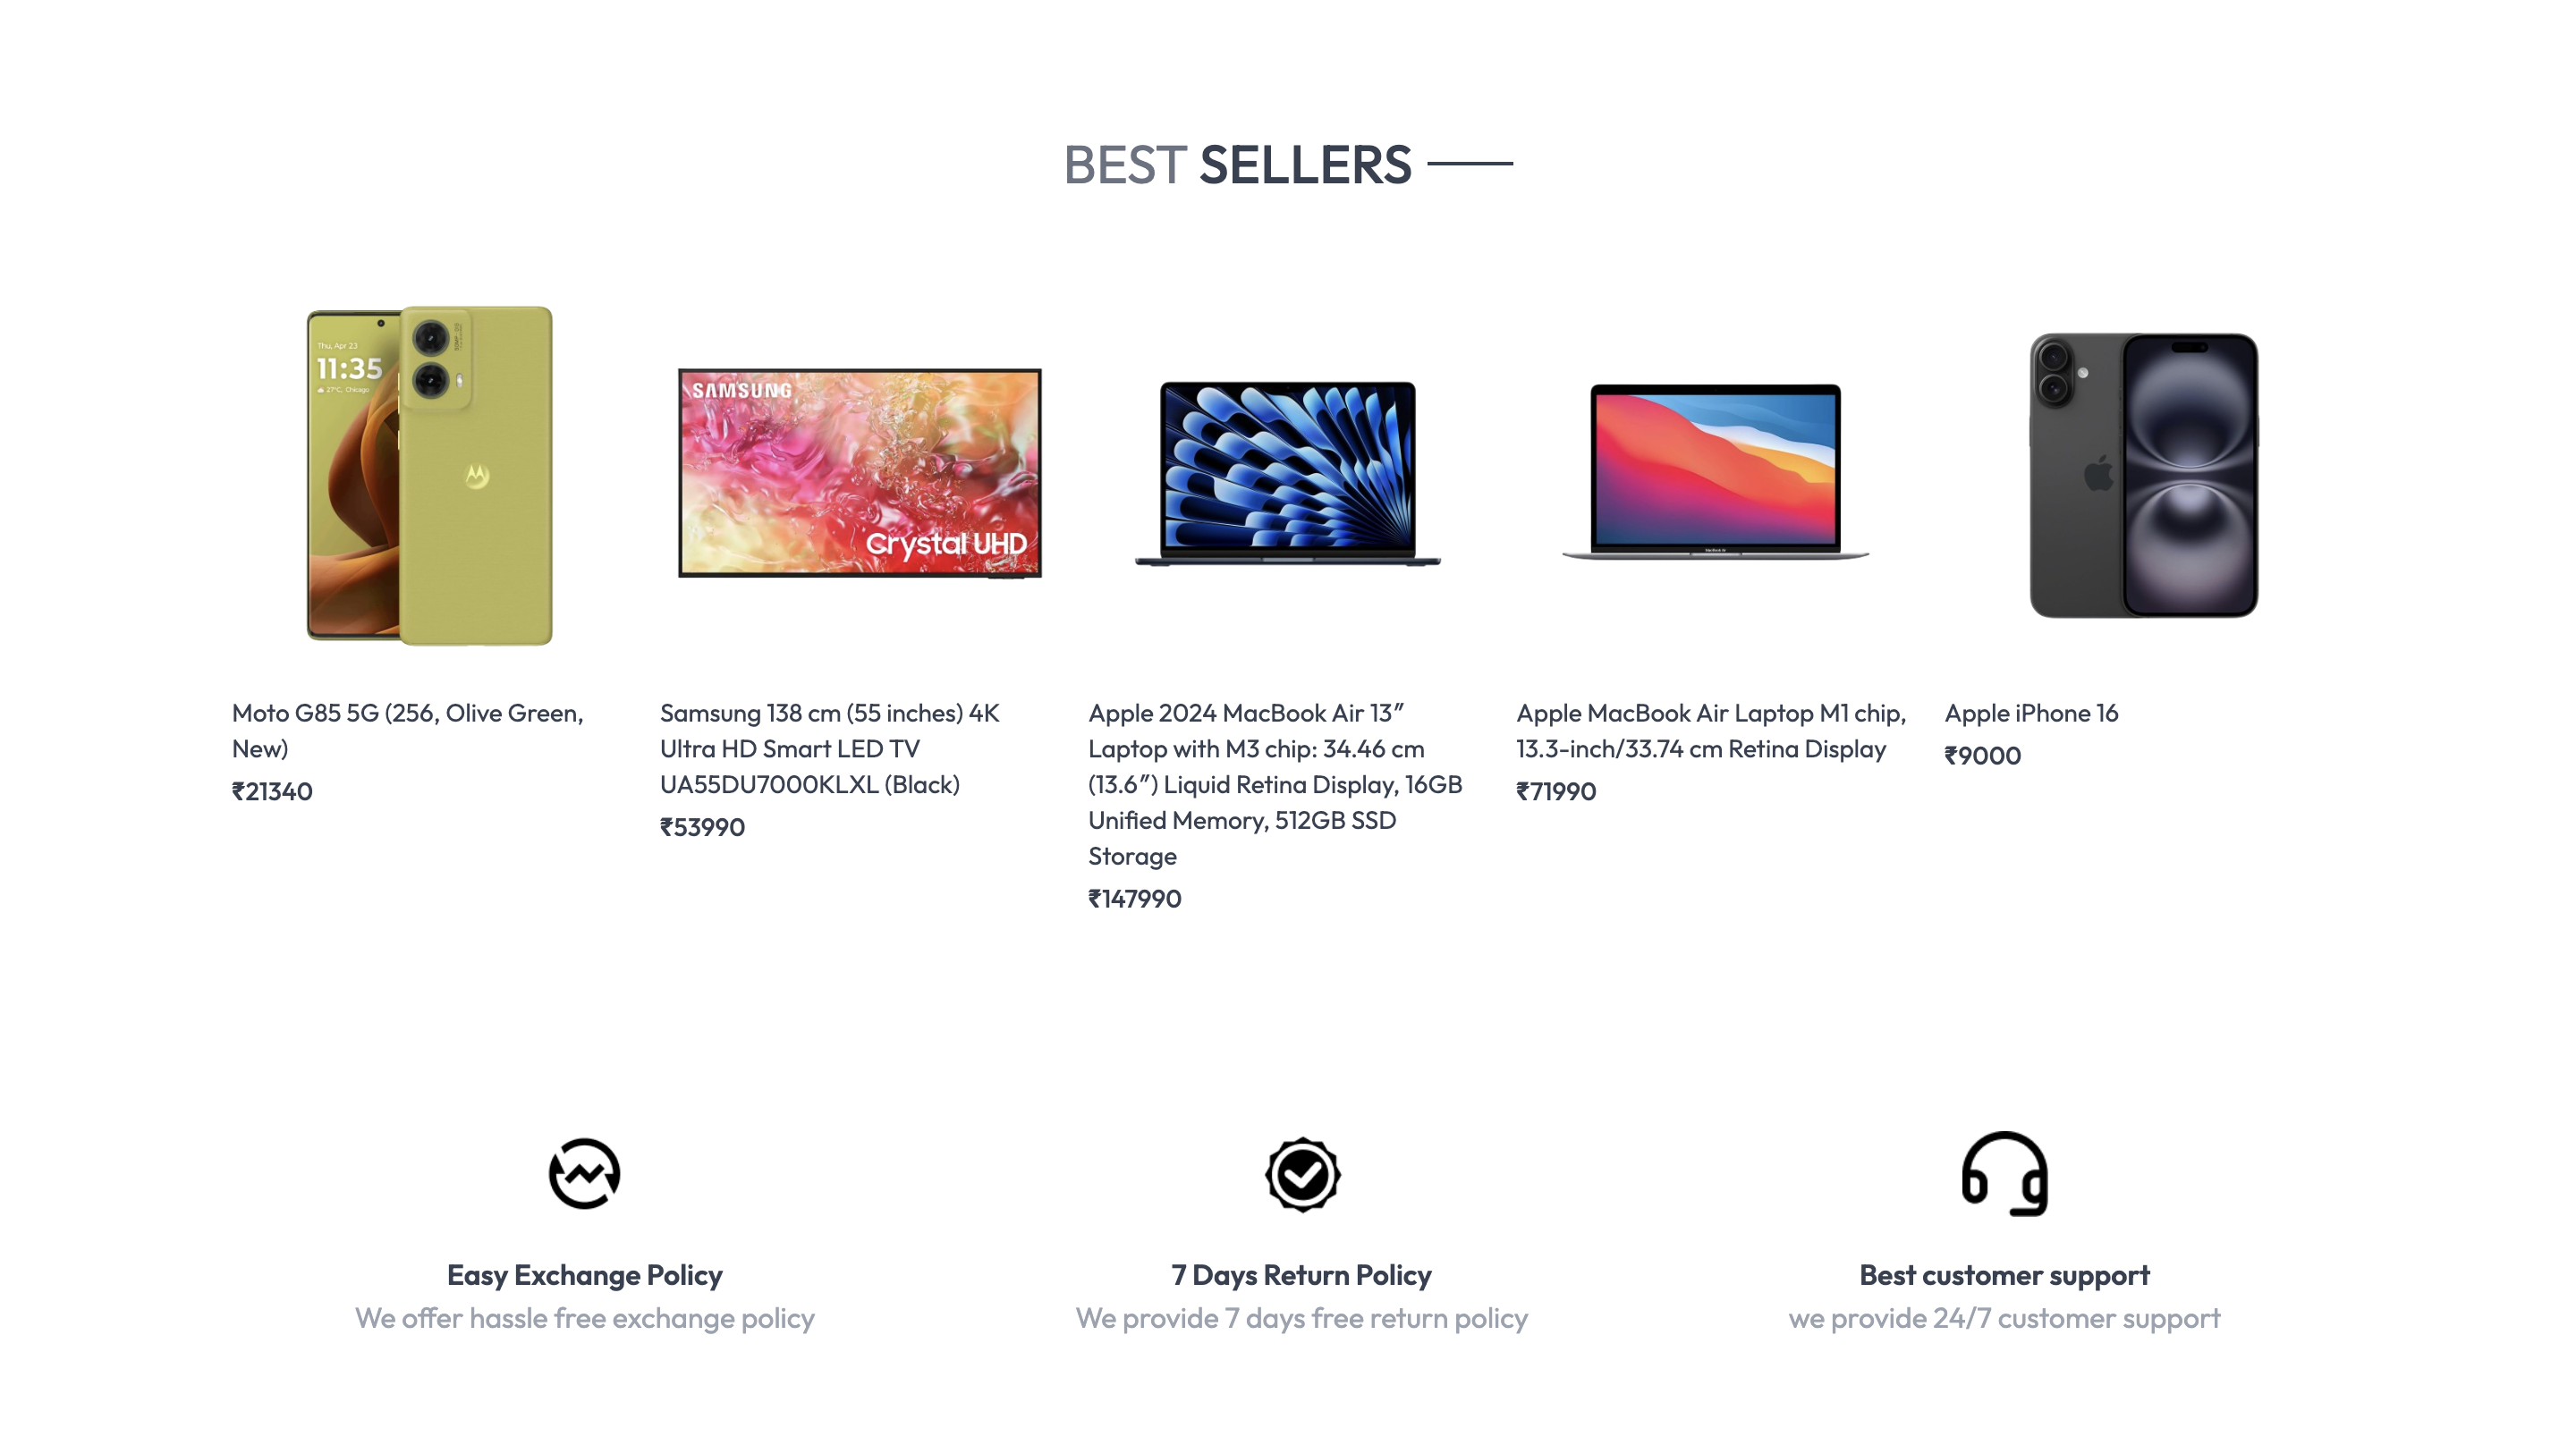 BEST SELLERS
Thu, Apr 23
11:35
21°C, Chicago
SAMSUNG
Crystal UHD
Moto G85 5G (256, Olive Green,
New)
₹21340
Samsung 138 cm (55 inches) 4K
Ultra HD Smart LED TV
UA55DU7000KLXL (Black)
₹53990
Apple 2024 MacBook Air 13″
Laptop with M3 chip: 34.46 cm
(13.6″) Liquid Retina Display, 16GB
Unified Memory, 512GB SSD
Storage
₹147990
Apple MacBook Air Laptop M1 chip,
13.3-inch/33.74 cm Retina Display
₹71990
Apple iPhone 16
₹9000
Easy Exchange Policy
We offer hassle free exchange policy
7 Days Return Policy
We provide 7 days free return policy
Best customer support
we provide 24/7 customer support